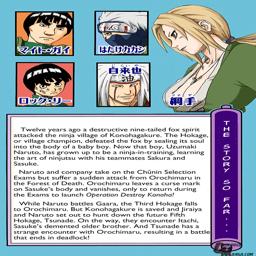 マイト・ガイ
はたけカカシ
ロック・リー
自来也
綱手
THE STORY SO FAR...
Twelve years ago a destructive nine-tailed fox spirit
attacked the ninja village of Konohagakure. The Hokage,
or village champion, defeated the fox by sealing its soul
into the body of a baby boy. Now that boy, Uzumaki
Naruto, has grown up to be a ninja-in-training, learning
the art of ninjutsu with his teammates Sakura and
Sasuke.
Naruto and company take on the Chûnin Selection
Exams but suffer a sudden attack from Orochimaru in
the Forest of Death. Orochimaru leaves a curse mark
on Sasuke's body and vanishes, only to return during
the Exams to launch Operation Destroy Konoha!
While Naruto battles Gaara, the Third Hokage falls
to Orochimaru. But Konohagakure is saved and Jiraiya
and Naruto set out to hunt down the future Fifth
Hokage, Tsunade. On the way, they encounter Itachi,
Sasuke's demented older brother. And Tsunade has a
strange encounter with Orochimaru, resulting in a battle
that ends in deadlock!